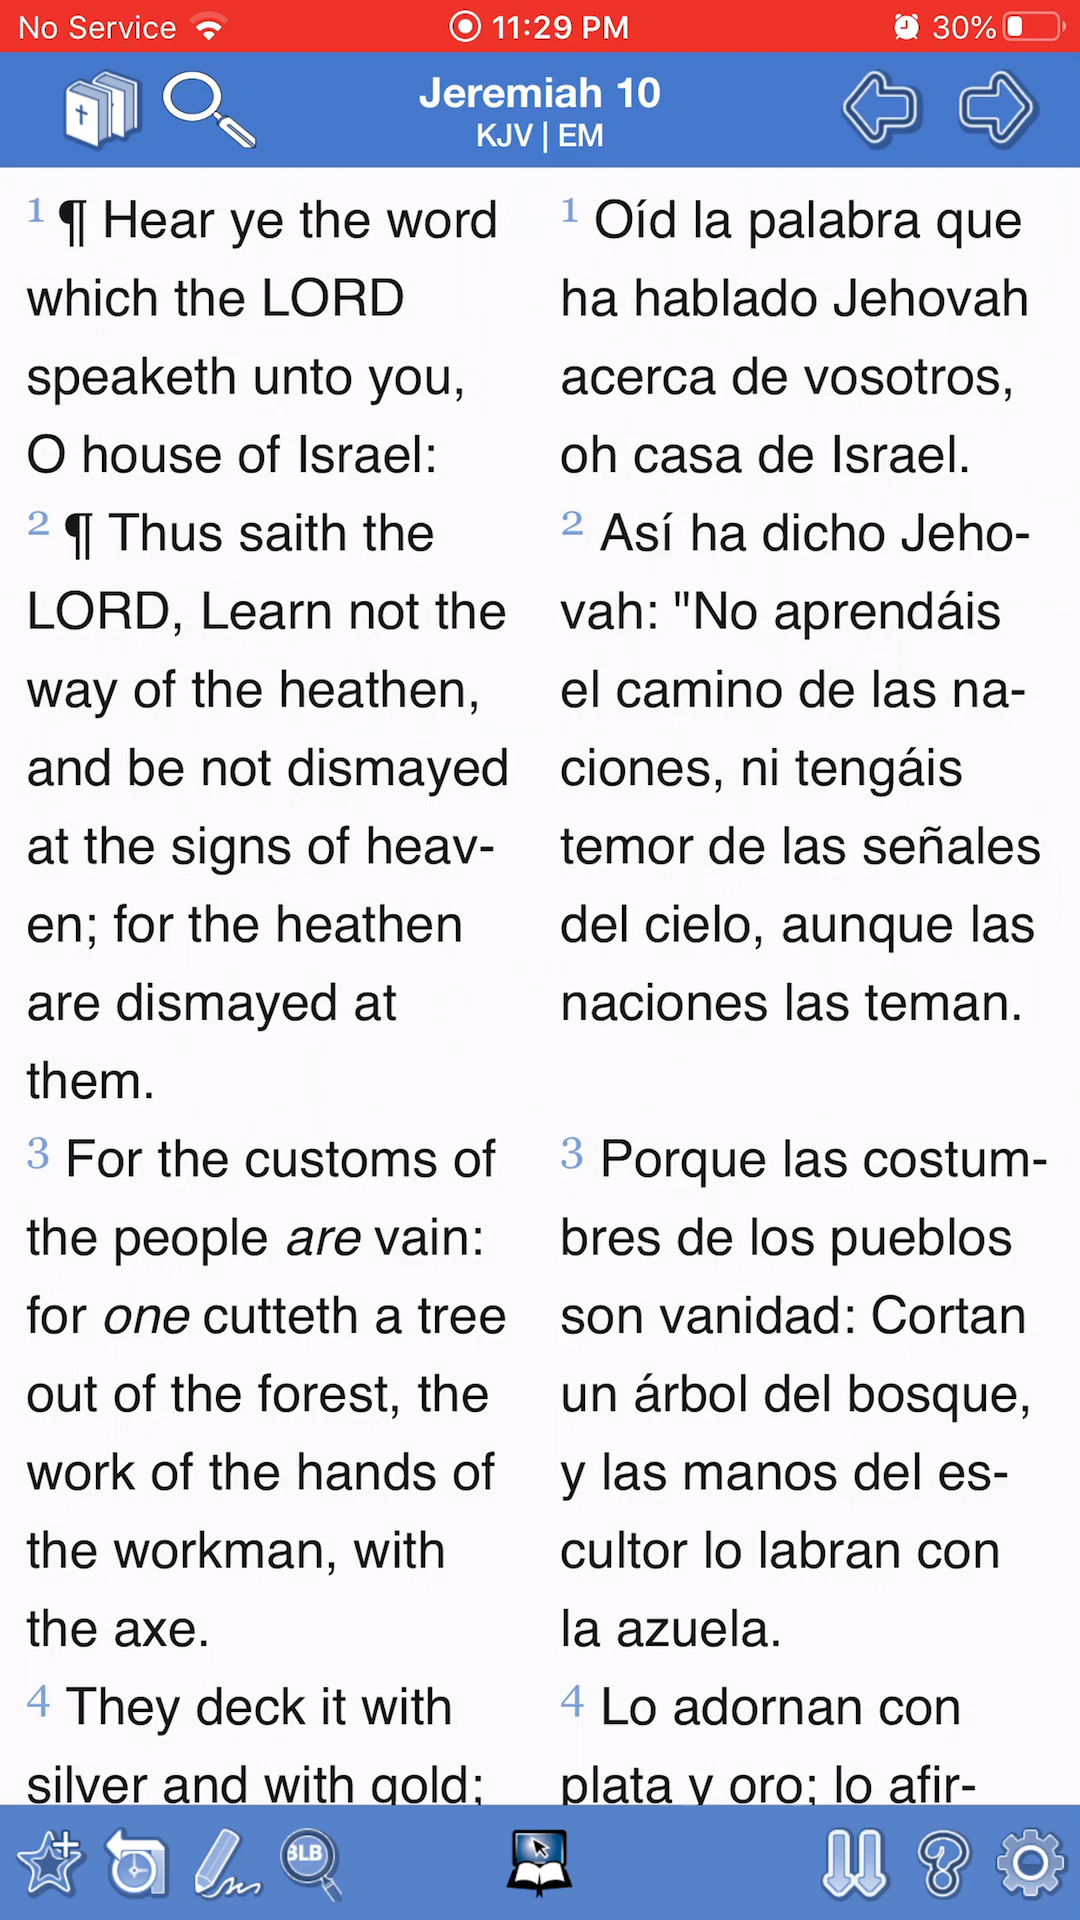 No Service 11:29 PM 30%
Jeremiah 10
KJV | EM
1 ¶ Hear ye the word
which the LORD
speaketh unto you,
O house of Israel:
2 ¶ Thus saith the
LORD, Learn not the
way of the heathen,
and be not dismayed
at the signs of heav-
en; for the heathen
are dismayed at
them.
3 For the customs of
the people are vain:
for one cutteth a tree
out of the forest, the
work of the hands of
the workman, with
the axe.
4 They deck it with
silver and with gold;
1 Oíd la palabra que
ha hablado Jehovah
acerca de vosotros,
oh casa de Israel.
2 Así ha dicho Jeho-
vah: "No aprendáis
el camino de las na-
ciones, ni tengáis
temor de las señales
del cielo, aunque las
naciones las teman.
3 Porque las costum-
bres de los pueblos
son vanidad: Cortan
un árbol del bosque,
y las manos del es-
cultor lo labran con
la azuela.
4 Lo adornan con
plata y oro; lo afir-
BLB